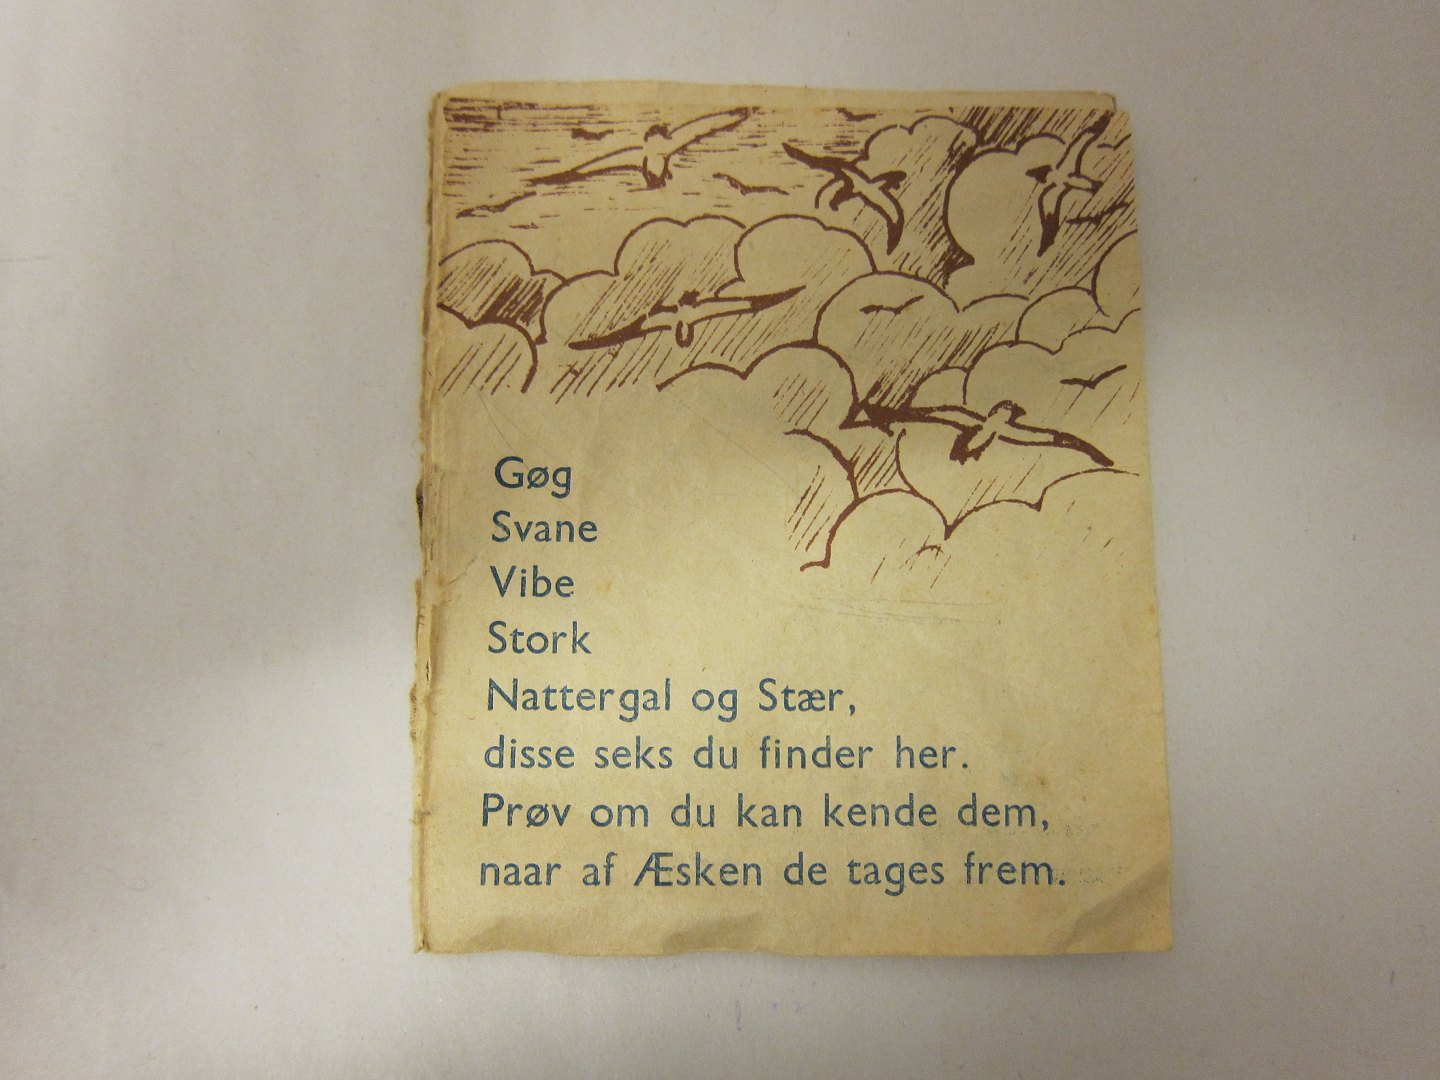 Gøg
Svane
Vibe
Stork
Nattergal og Stær,
disse seks du finder her.
Prøv om du kan kende dem,
naar af Æsken de tages frem.